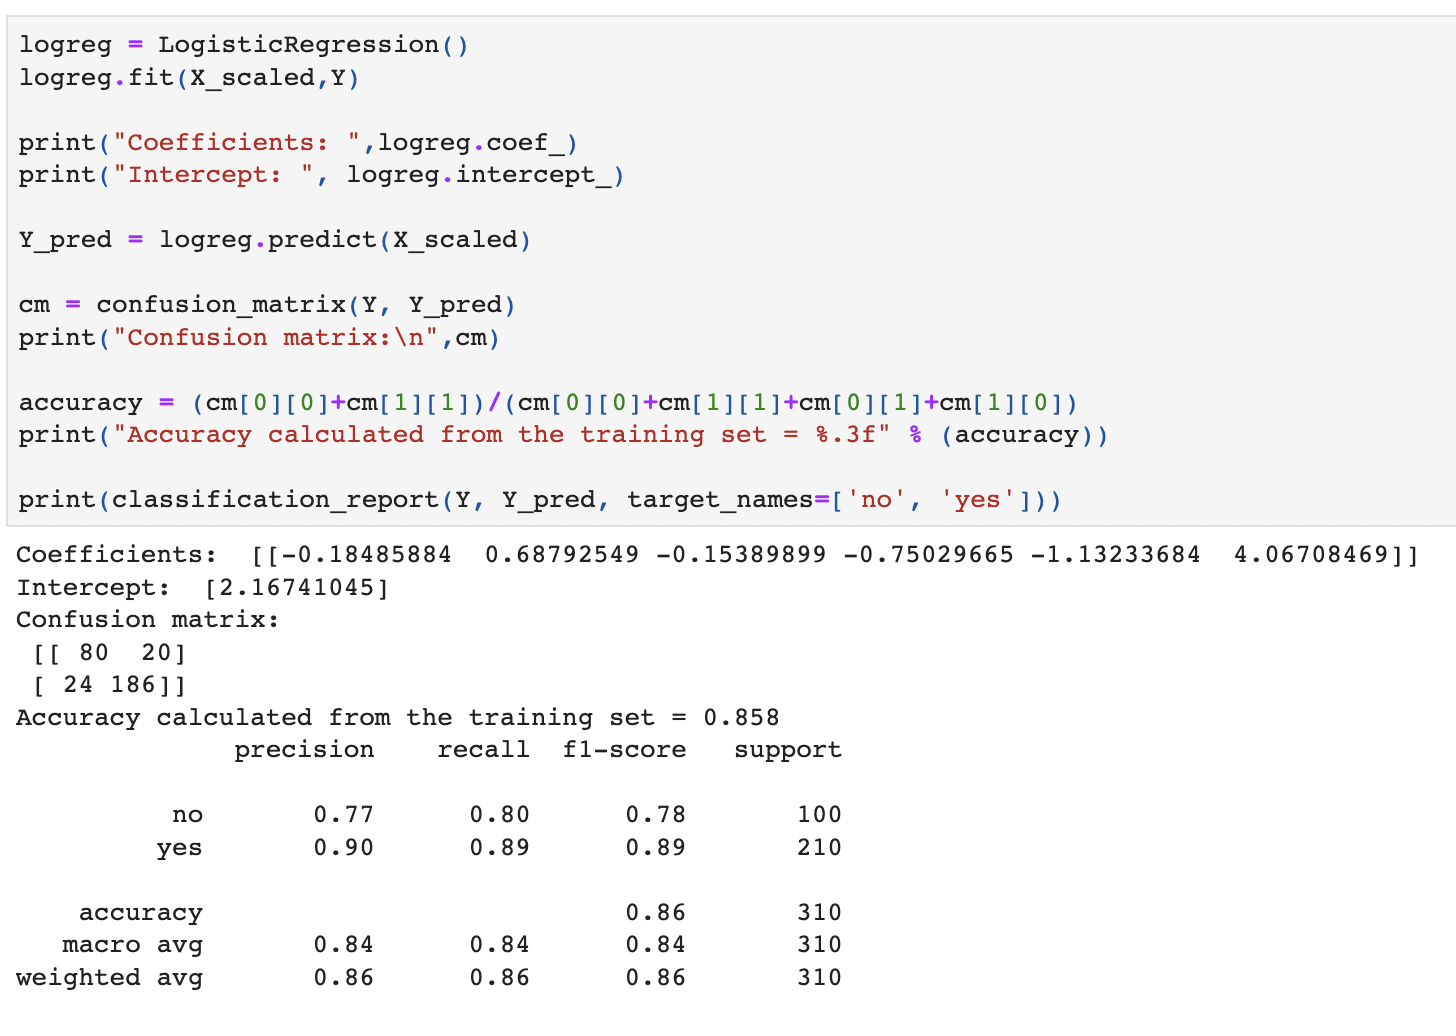 logreg = LogisticRegression()
logreg.fit(X_scaled,Y)
print("Coefficients: ",logreg.coef_)
print("Intercept: ", logreg.intercept_)
Y_pred = logreg.predict(X_scaled)
cm = confusion_matrix(Y, Y_pred)
print("Confusion matrix:\n",cm)
accuracy = (cm[0][0]+cm[1][1])/(cm[0][0]+cm[1][1]+cm[0][1]+cm[1][0])
print("Accuracy calculated from the training set = %.3f" % (accuracy))
print(classification_report(Y, Y_pred, target_names=['no', 'yes']))
Coefficients:  [[-0.18485884  0.68792549 -0.15389899 -0.75029665 -1.13233684  4.06708469]]
Intercept:  [2.16741045]
Confusion matrix:
 [[ 80  20]
 [ 24 186]]
Accuracy calculated from the training set = 0.858
              precision    recall  f1-score   support
          no       0.77      0.80      0.78       100
         yes       0.90      0.89      0.89       210
    accuracy                           0.86       310
   macro avg       0.84      0.84      0.84       310
weighted avg       0.86      0.86      0.86       310